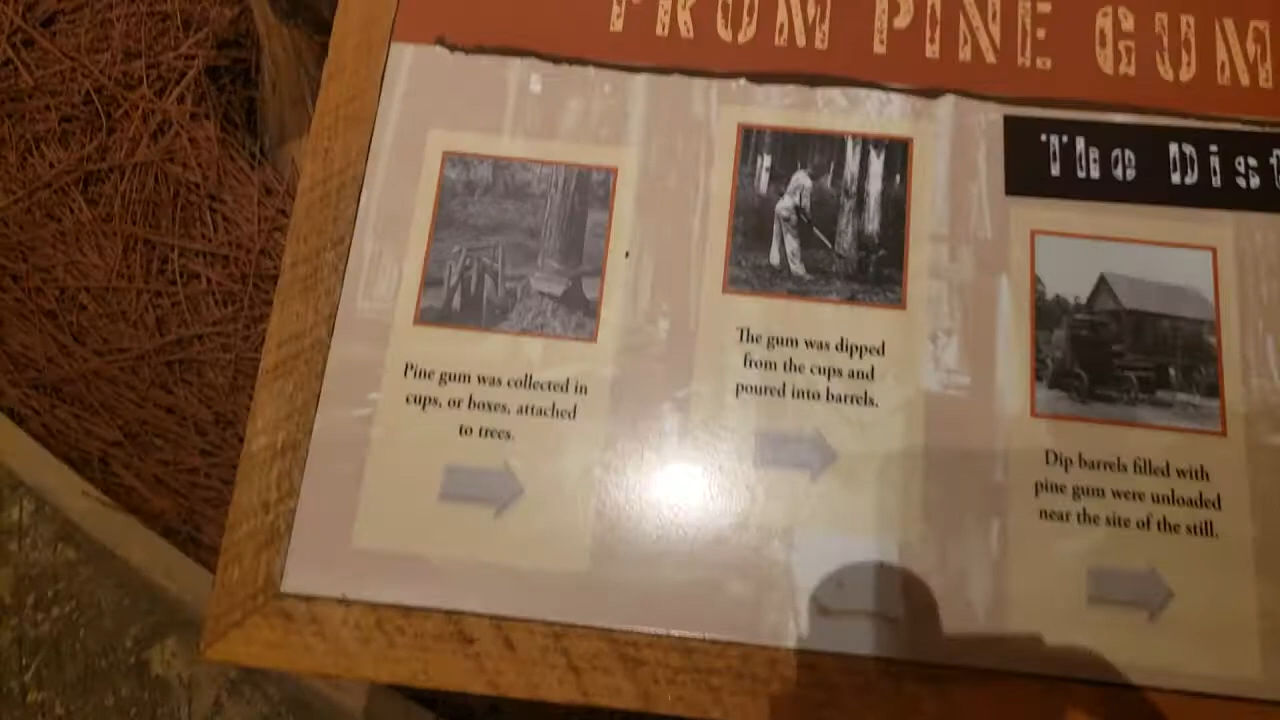 FROM PINE GUM
The Dist
Pine gum was collected in
cups, or boxes, attached
to trees.
The gum was dipped
from the cups and
poured into barrels.
Dip barrels filled with
pine gum were unloaded
near the site of the still.